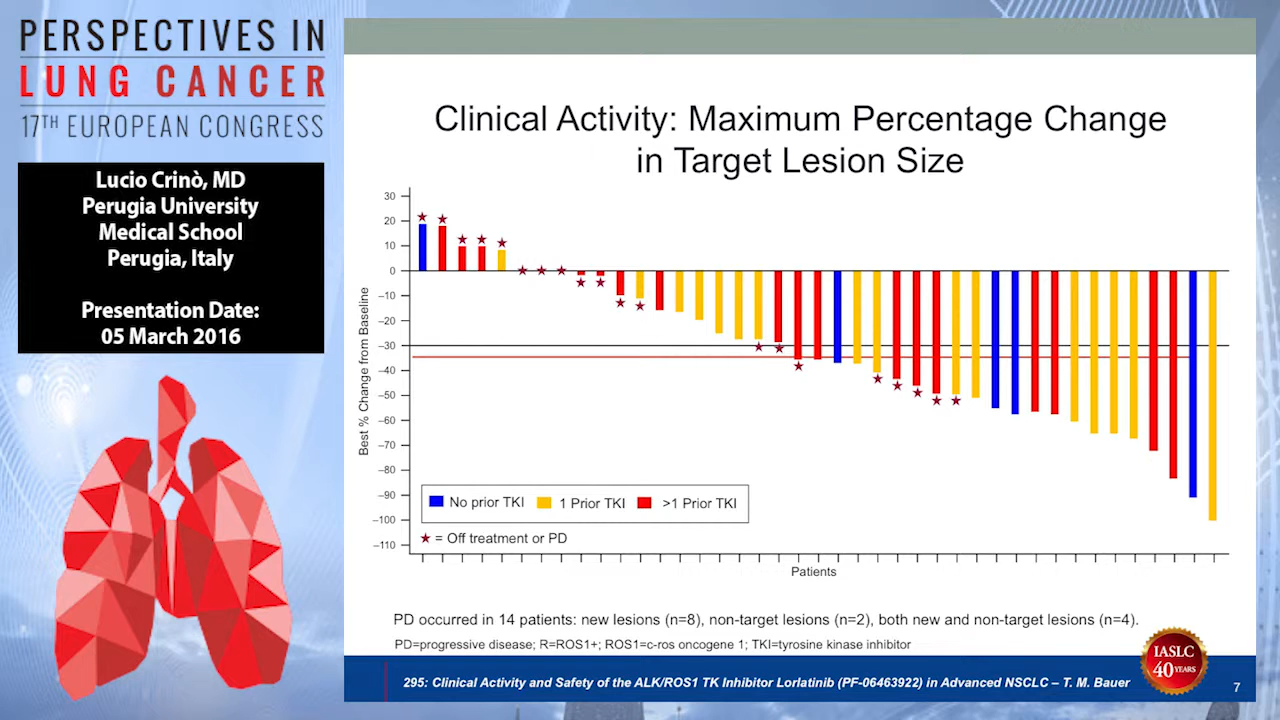 PERSPECTIVES IN
LUNG CANCER
17TH EUROPEAN CONGRESS
Lucio Crinò, MD
Perugia University
Medical School
Perugia, Italy
Presentation Date:
05 March 2016
Clinical Activity: Maximum Percentage Change
in Target Lesion Size
Best % Change from Baseline
30
20
10
0
–10
–20
–30
–40
–50
–60
–70
–80
–90
–100
–110
No prior TKI
1 Prior TKI
>1 Prior TKI
★ = Off treatment or PD
Patients
PD occurred in 14 patients: new lesions (n=8), non-target lesions (n=2), both new and non-target lesions (n=4).
PD=progressive disease; R=ROS1+; ROS1=c-ros oncogene 1; TKI=tyrosine kinase inhibitor
295: Clinical Activity and Safety of the ALK/ROS1 TK Inhibitor Lorlatinib (PF-06463922) in Advanced NSCLC – T. M. Bauer
IASLC
40 YEARS
7